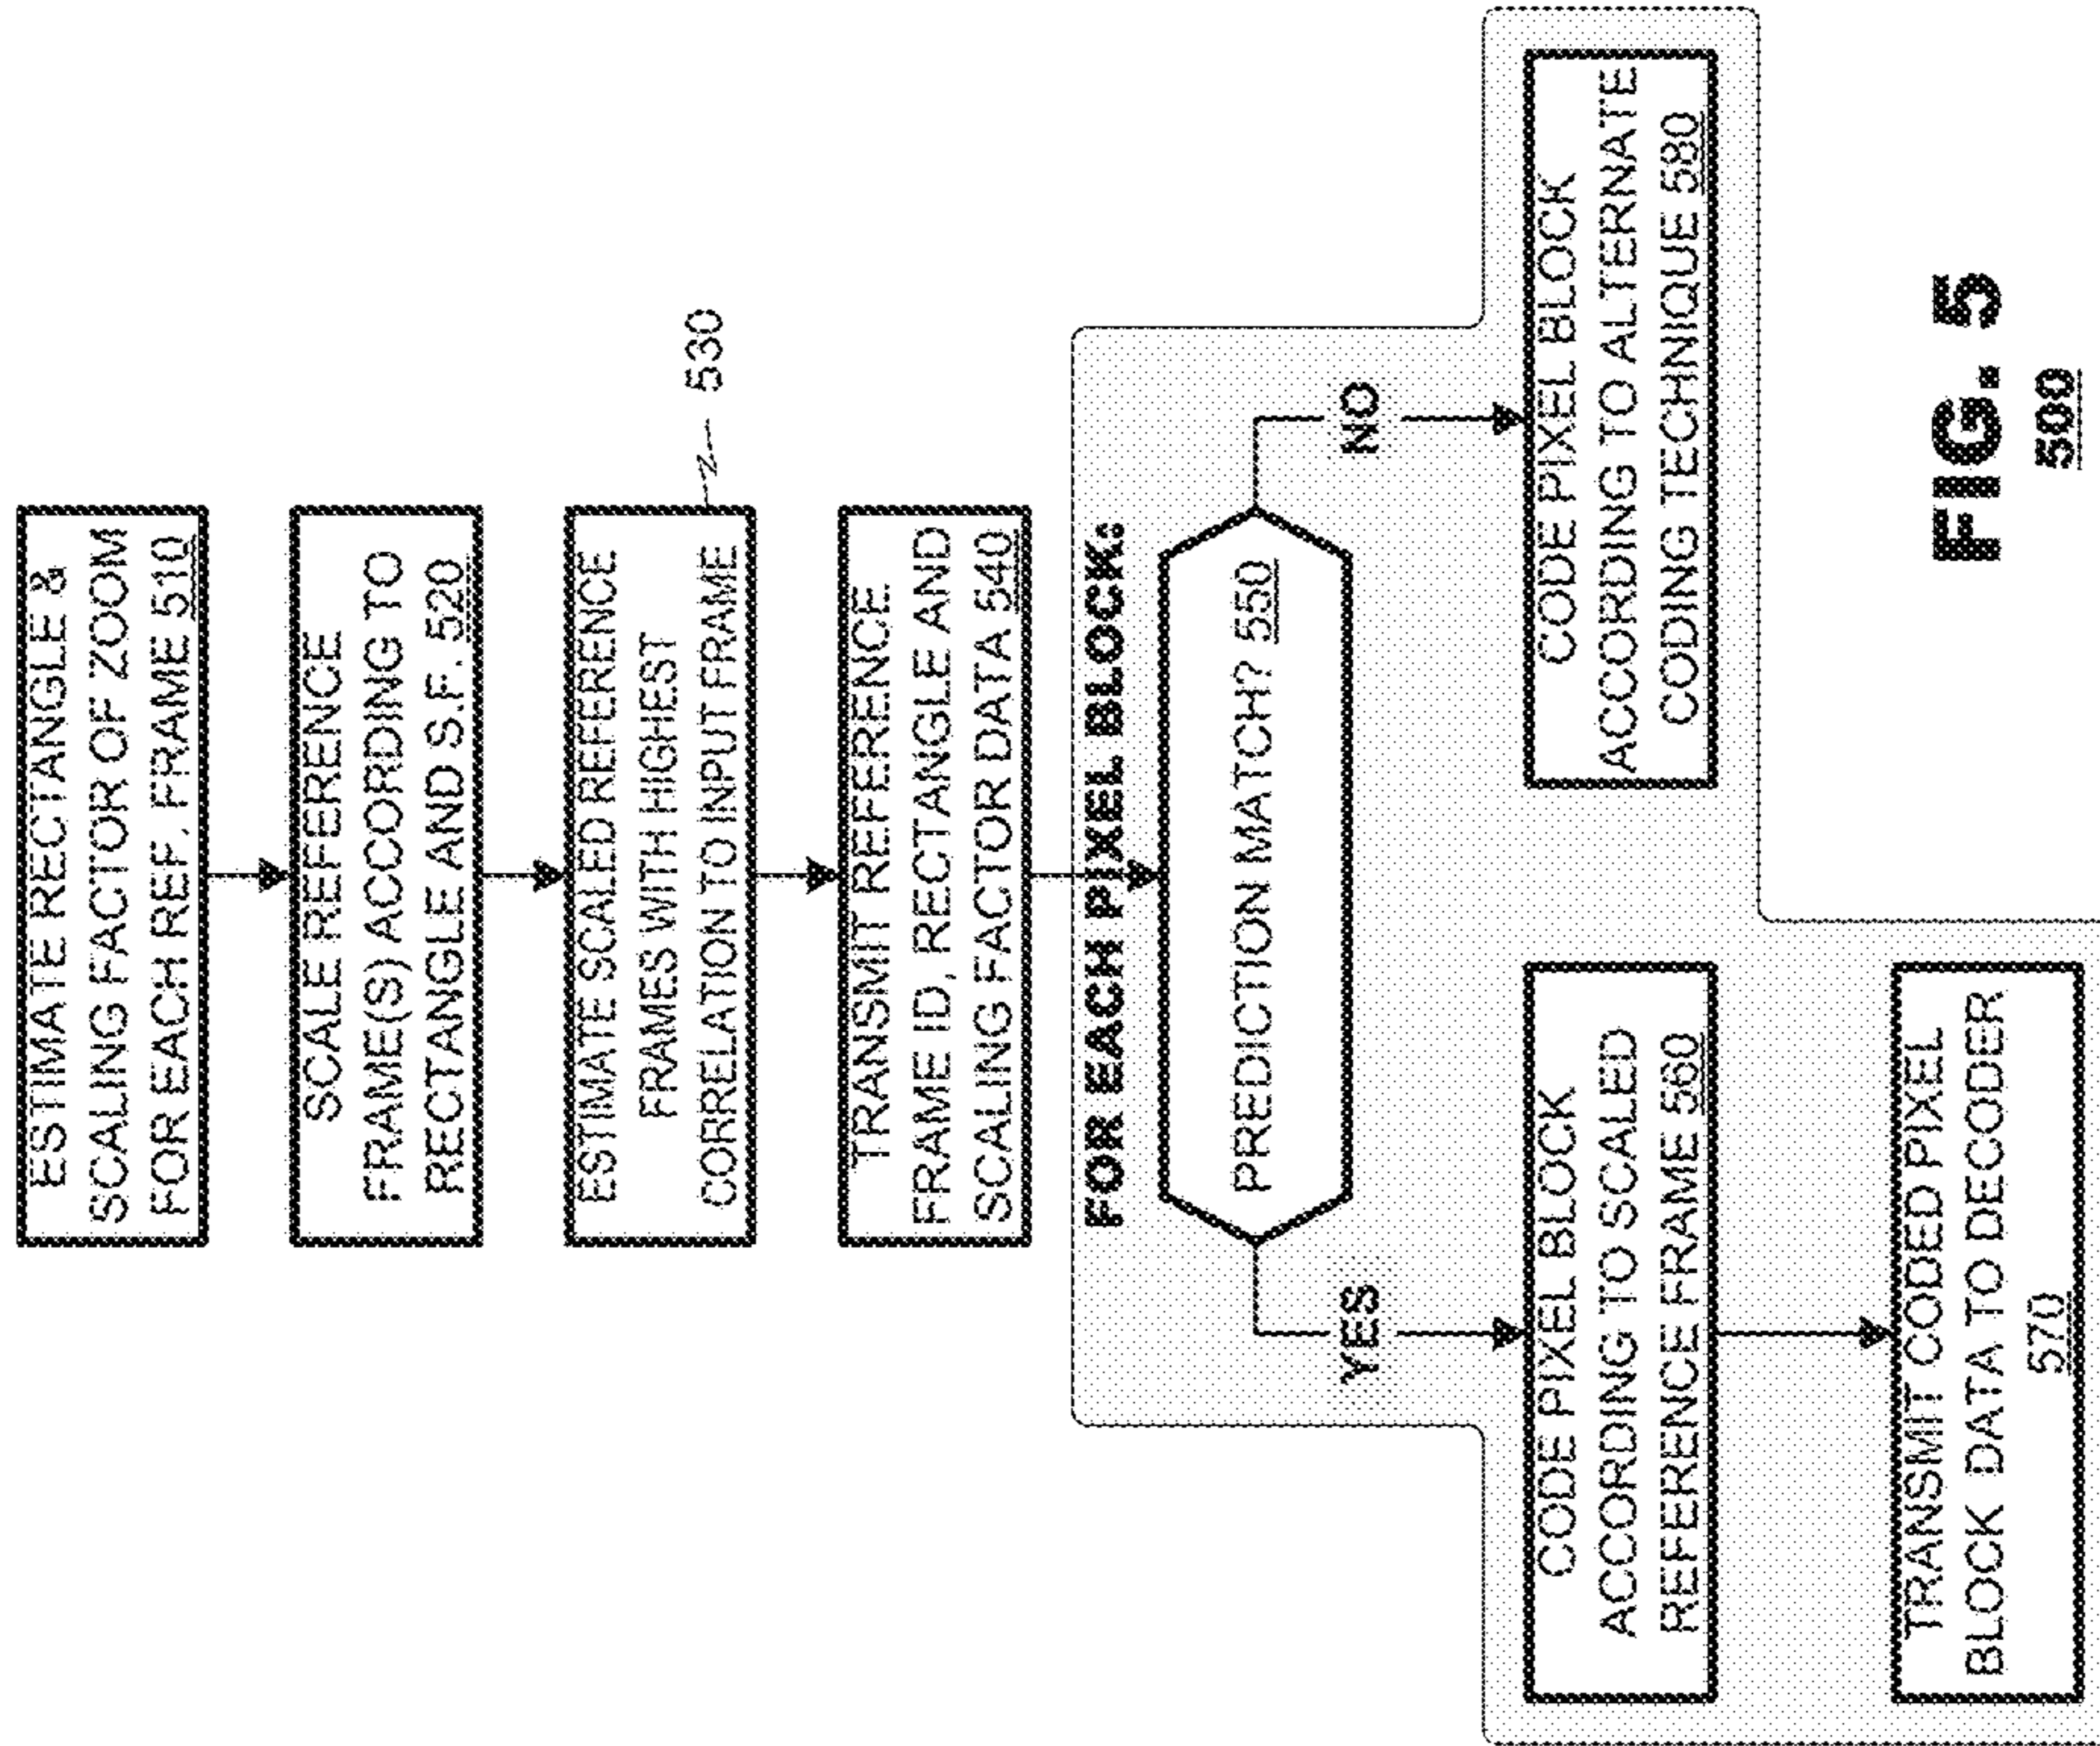 ESTIMATE RECTANGLE &
SCALING FACTOR OF ZOOM
FOR EACH REF. FRAME 510
SCALE REFERENCE
FRAME(S) ACCORDING TO
RECTANGLE AND S.F. 520
ESTIMATE SCALED REFERENCE
FRAMES WITH HIGHEST
CORRELATION TO INPUT FRAME
530
TRANSMIT REFERENCE
FRAME ID, RECTANGLE AND
SCALING FACTOR DATA 540
FOR EACH PIXEL BLOCK:
PREDICTION MATCH? 550
YES
NO
CODE PIXEL BLOCK
ACCORDING TO SCALED
REFERENCE FRAME 560
CODE PIXEL BLOCK
ACCORDING TO ALTERNATE
CODING TECHNIQUE 580
TRANSMIT CODED PIXEL
BLOCK DATA TO DECODER
570
FIG. 5
500